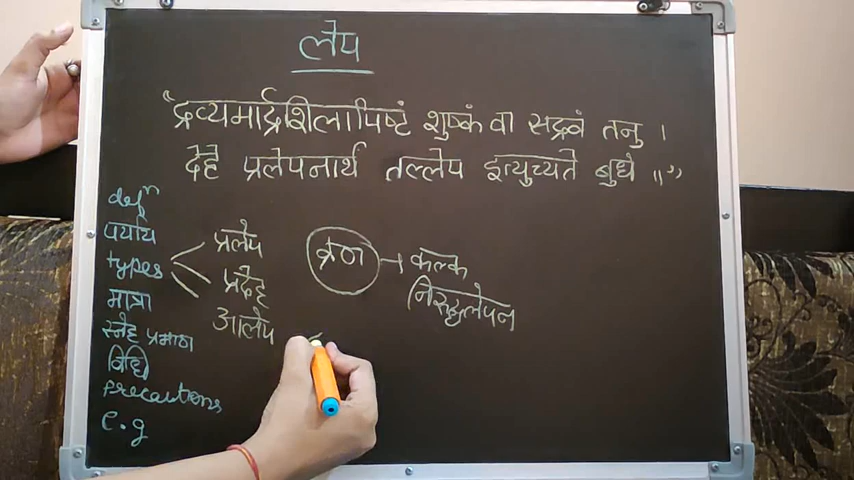 लेप
“द्रव्यमार्द्रशिलापिष्टं शुष्कं वा सद्रवं तनु ।
देहे प्रलेपनार्थ तल्लेप इत्युच्यते बुधे ॥”
defⁿ
पर्याय
types
मात्रा
स्नेह प्रमाण
विधि
precautions
e.g
प्रलेप
प्रदेह
आलेप
व्रण → कल्क
निरुद्धलेपन